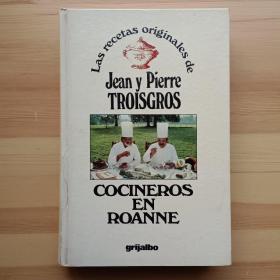 Las recetas originales de
Jean y Pierre
TROISGROS
COCINEROS
EN
ROANNE
grijalbo